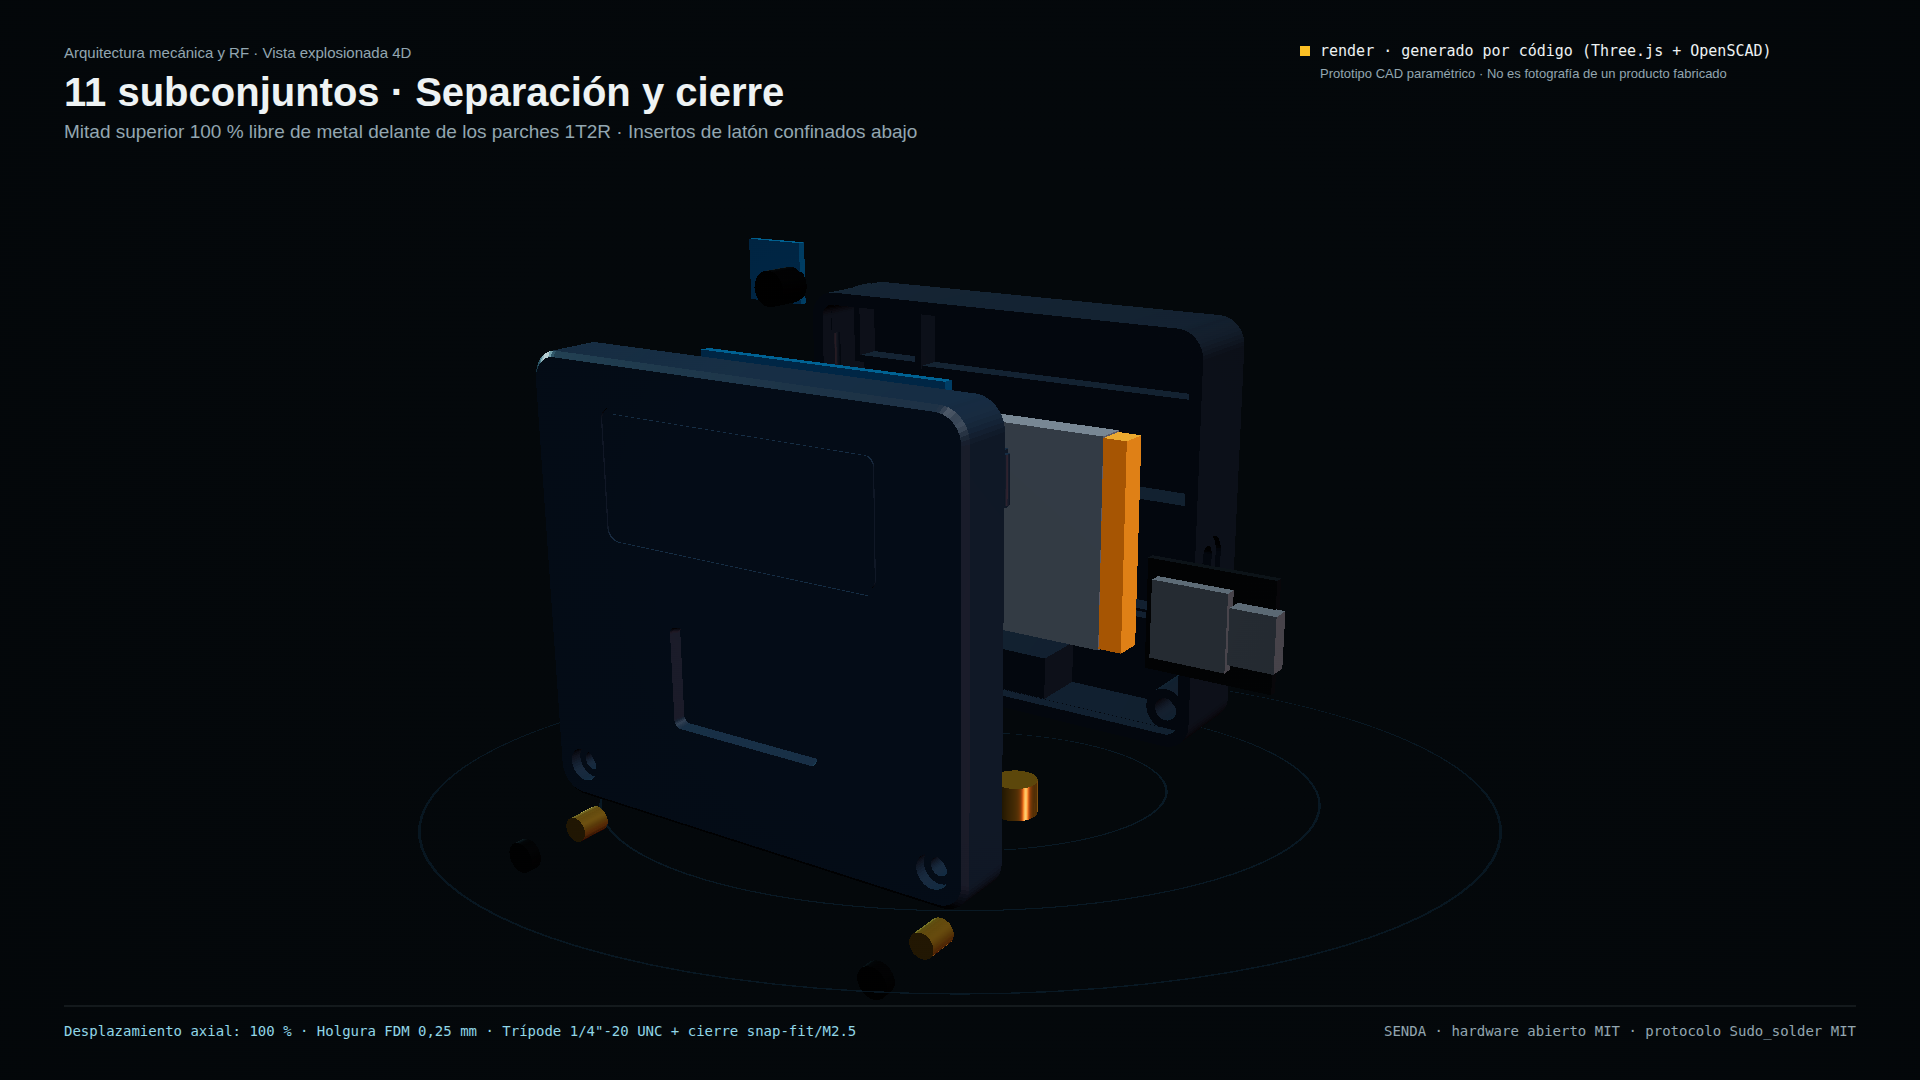 Arquitectura mecánica y RF · Vista explosionada 4D
11 subconjuntos · Separación y cierre
Mitad superior 100 % libre de metal delante de los parches 1T2R · Insertos de latón confinados abajo
render · generado por código (Three.js + OpenSCAD)
Prototipo CAD paramétrico · No es fotografía de un producto fabricado
Desplazamiento axial: 100 % · Holgura FDM 0,25 mm · Trípode 1/4"-20 UNC + cierre snap-fit/M2.5
SENDA · hardware abierto MIT · protocolo Sudo_solder MIT